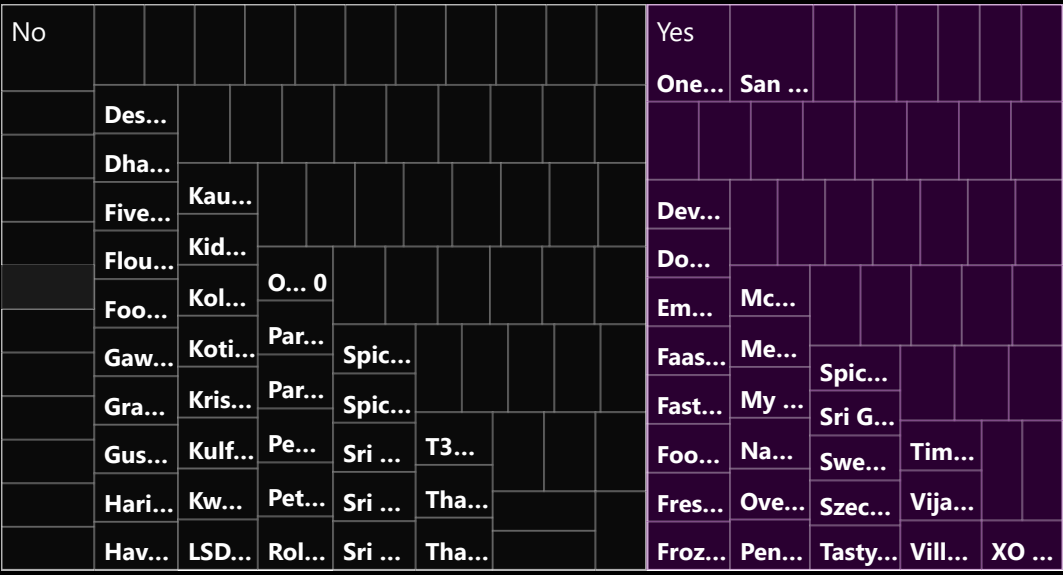 No
Des...
Dha...
Five...
Flou...
Foo...
Gaw...
Gra...
Gus...
Hari...
Hav...
Kau...
Kid...
Kol...
Koti...
Kris...
Kulf...
Kw...
LSD...
O... 0
Par...
Par...
Pe...
Pet...
Rol...
Spic...
Spic...
Sri ...
Sri ...
Sri ...
T3...
Tha...
Tha...
Yes
One...
San ...
Dev...
Do...
Em...
Faas...
Fast...
Foo...
Fres...
Froz...
Mc...
Me...
My ...
Na...
Ove...
Pen...
Spic...
Sri G...
Swe...
Szec...
Tasty...
Tim...
Vija...
Vill...
XO ...